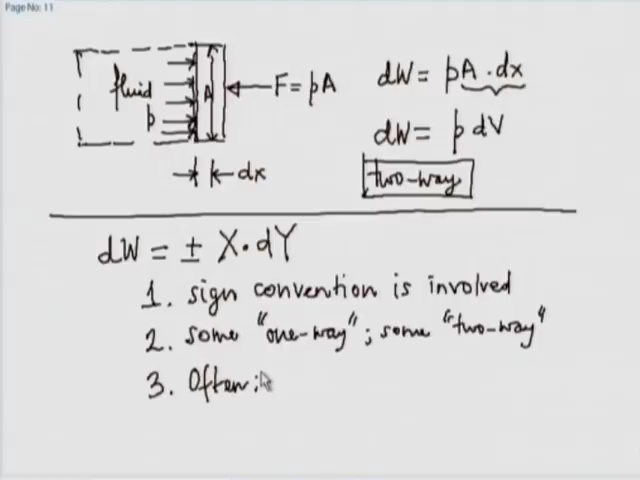 Page No: 11
fluid
p
A
F = pA
dx
dW = pA . dx
dW = p dV
two-way
dW = ± X . dY
1. sign convention is involved
2. some "one-way"; some "two-way"
3. Often :